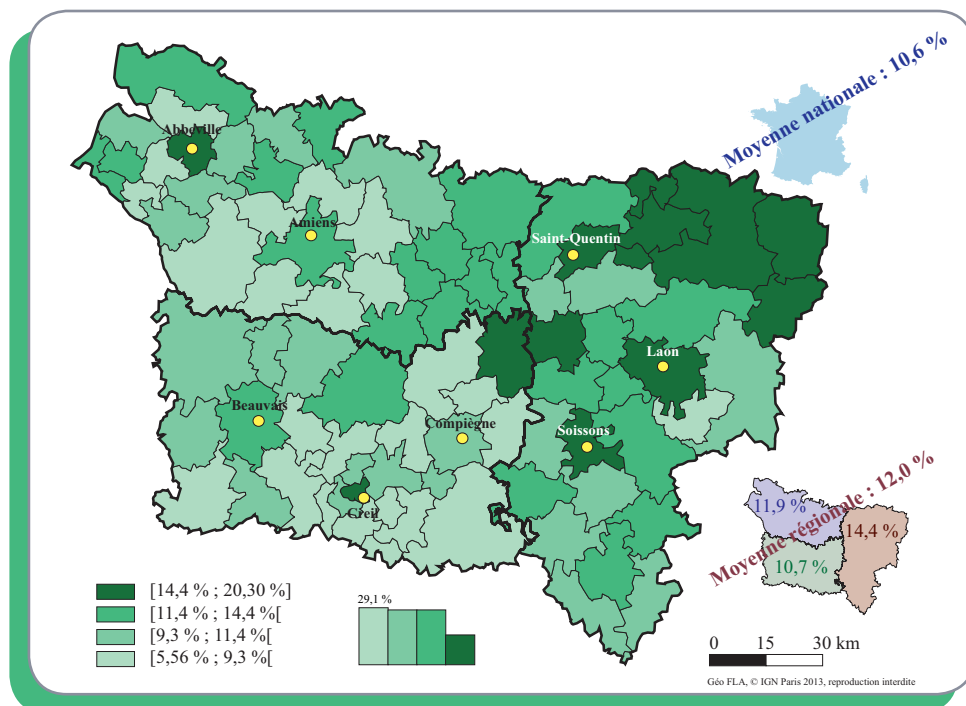 Moyenne nationale : 10,6 %
Abbeville
Amiens
Saint-Quentin
Laon
Beauvais
Compiègne
Soissons
Creil
Moyenne régionale : 12,0 %
11,9 %
14,4 %
10,7 %
[14,4 % ; 20,30 %]
[11,4 % ; 14,4 %[
[9,3 % ; 11,4 %[
[5,56 % ; 9,3 %[
29,1 %
0 15 30 km
Géo FLA, © IGN Paris 2013, reproduction interdite